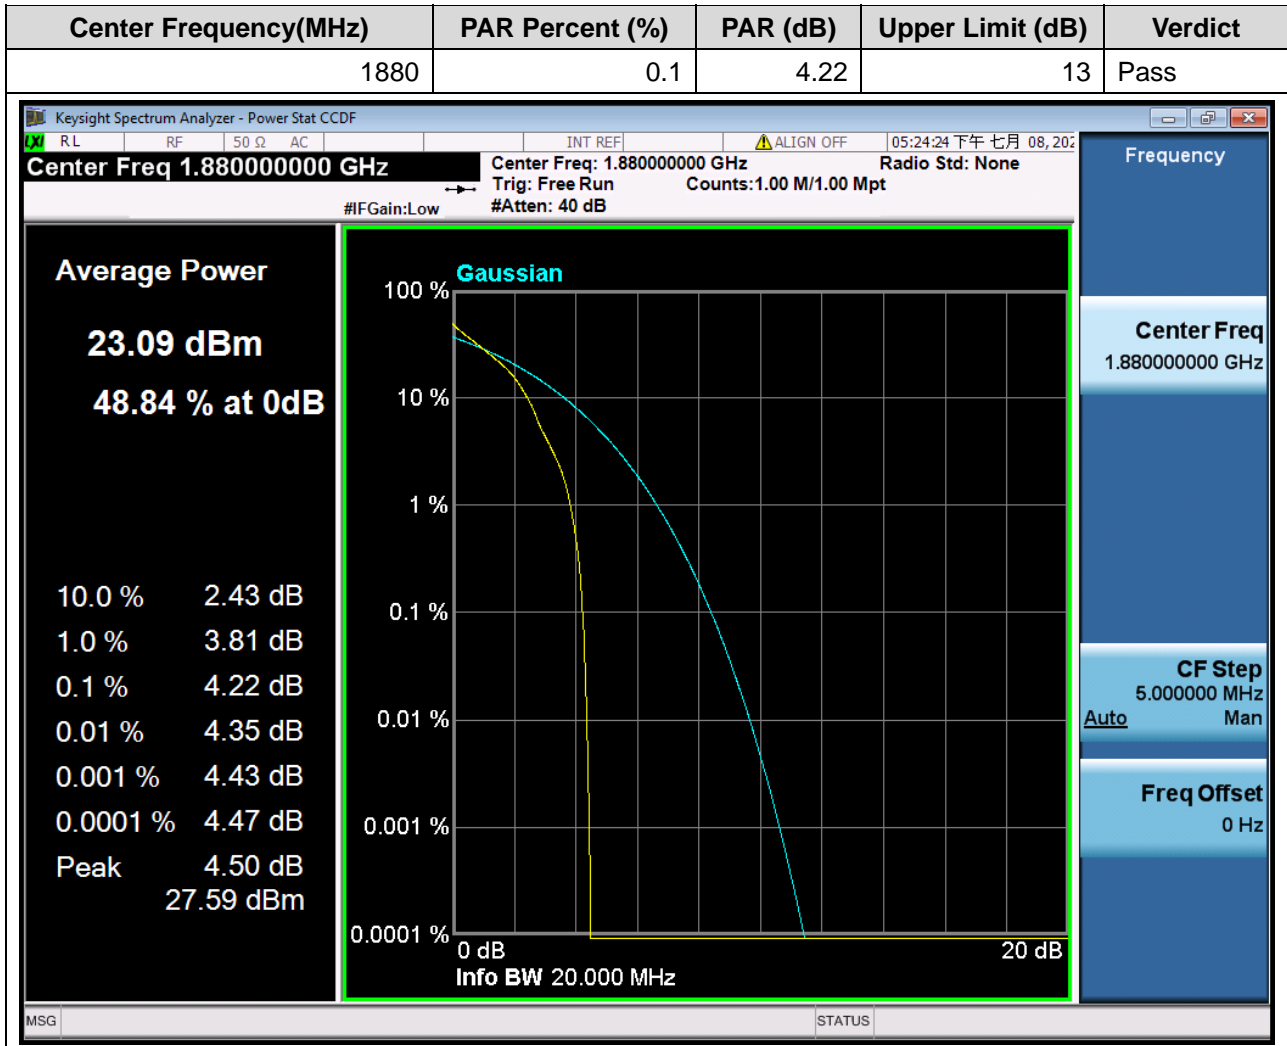 Center Frequency(MHz) PAR Percent (%) PAR (dB) Upper Limit (dB) Verdict
1880 0.1 4.22 13 Pass
Keysight Spectrum Analyzer - Power Stat CCDF
LXI RL RF 50 Ω AC INT REF ALIGN OFF 05:24:24 下午 七月 08, 202
Center Freq 1.880000000 GHz
Center Freq: 1.880000000 GHz Radio Std: None
Trig: Free Run Counts:1.00 M/1.00 Mpt
#IFGain:Low #Atten: 40 dB
Average Power
23.09 dBm
48.84 % at 0dB
10.0 % 2.43 dB
1.0 % 3.81 dB
0.1 % 4.22 dB
0.01 % 4.35 dB
0.001 % 4.43 dB
0.0001 % 4.47 dB
Peak 4.50 dB
27.59 dBm
Gaussian
100 %
10 %
1 %
0.1 %
0.01 %
0.001 %
0.0001 %
0 dB 20 dB
Info BW 20.000 MHz
Frequency
Center Freq
1.880000000 GHz
CF Step
5.000000 MHz
Auto Man
Freq Offset
0 Hz
MSG STATUS